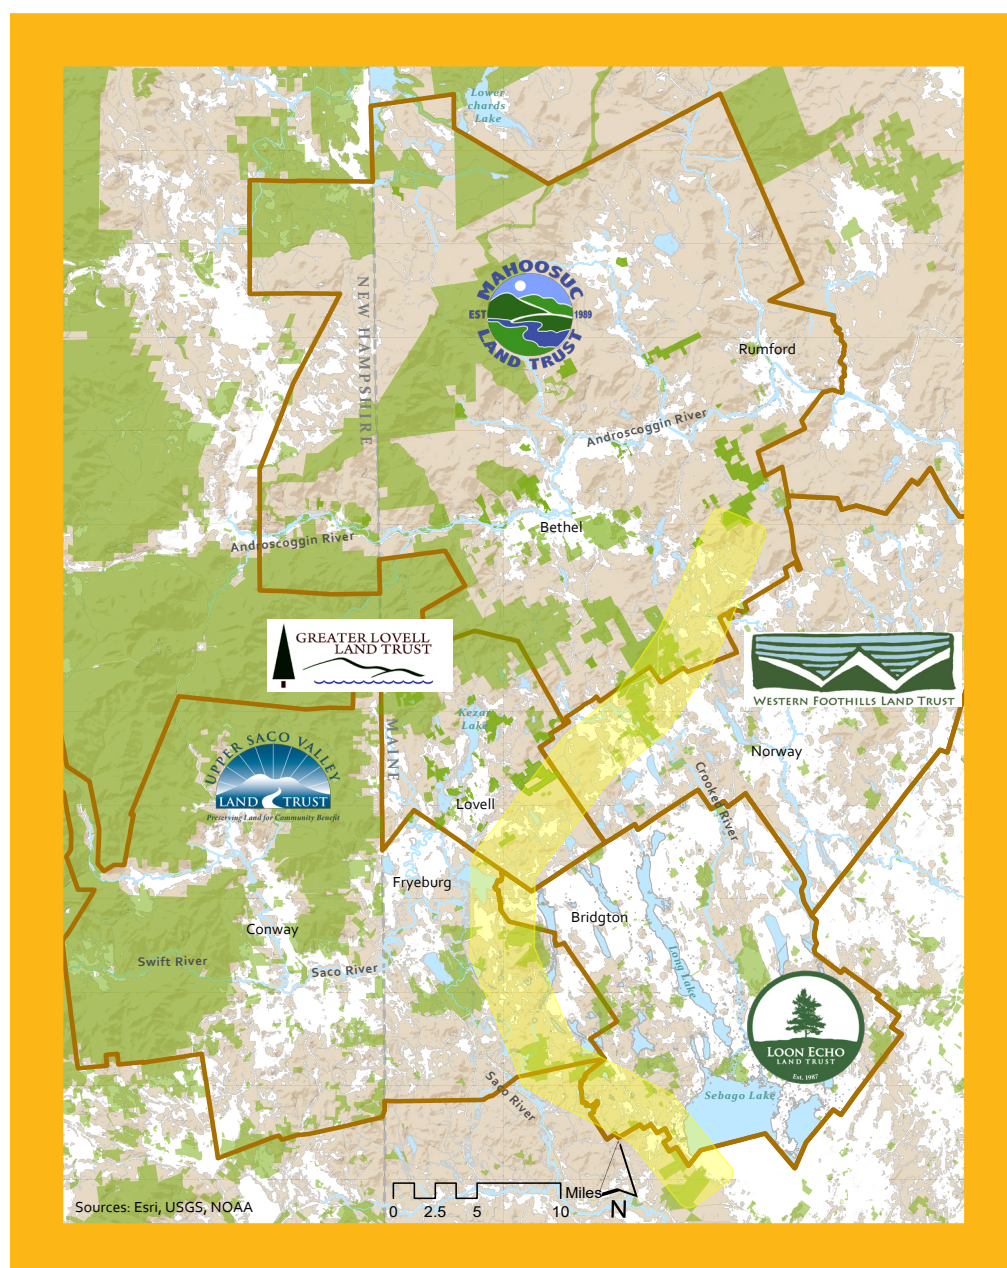 Lower
chards
Lake
MAHOOSUC
EST 1989
LAND TRUST
NEW HAMPSHIRE
Rumford
Androscoggin River
Bethel
Androscoggin River
GREATER LOVELL
LAND TRUST
WESTERN FOOTHILLS LAND TRUST
Kezar
Lake
MAINE
UPPER SACO VALLEY
LAND TRUST
Preserving Land for Community Benefit
Norway
Crooked River
Lovell
Fryeburg
Bridgton
Conway
Swift River
Saco River
Long Lake
LOON ECHO
LAND TRUST
Est. 1987
Saco River
Sebago Lake
Miles
0 2.5 5 10
N
Sources: Esri, USGS, NOAA